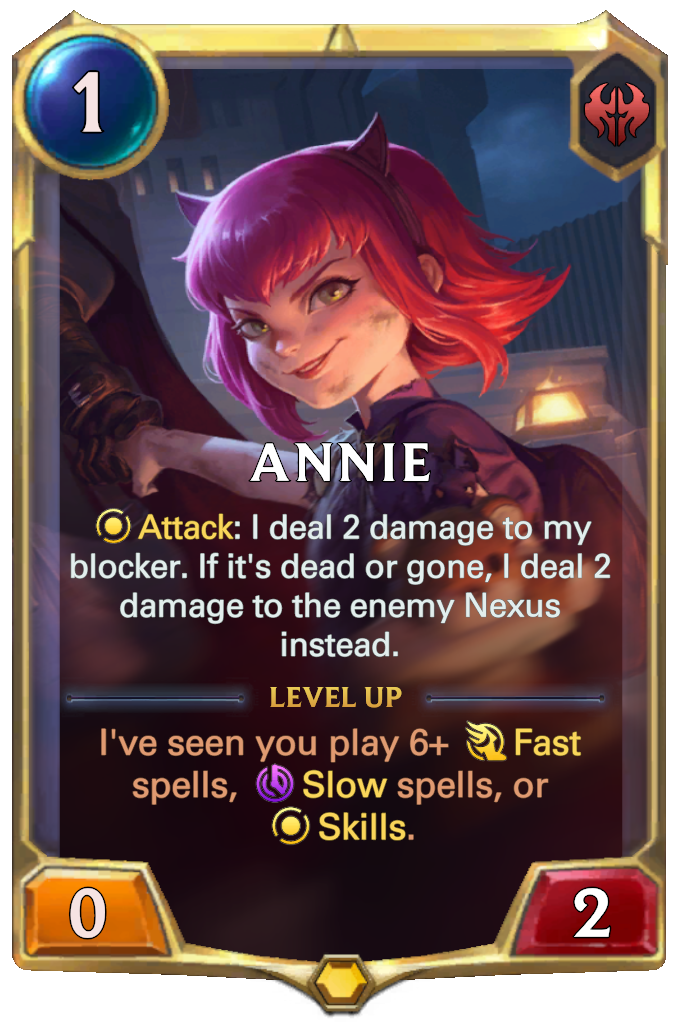 1
ANNIE
Attack: I deal 2 damage to my
blocker. If it's dead or gone, I deal 2
damage to the enemy Nexus
instead.
LEVEL UP
I've seen you play 6+ Fast
spells, Slow spells, or
Skills.
0
2